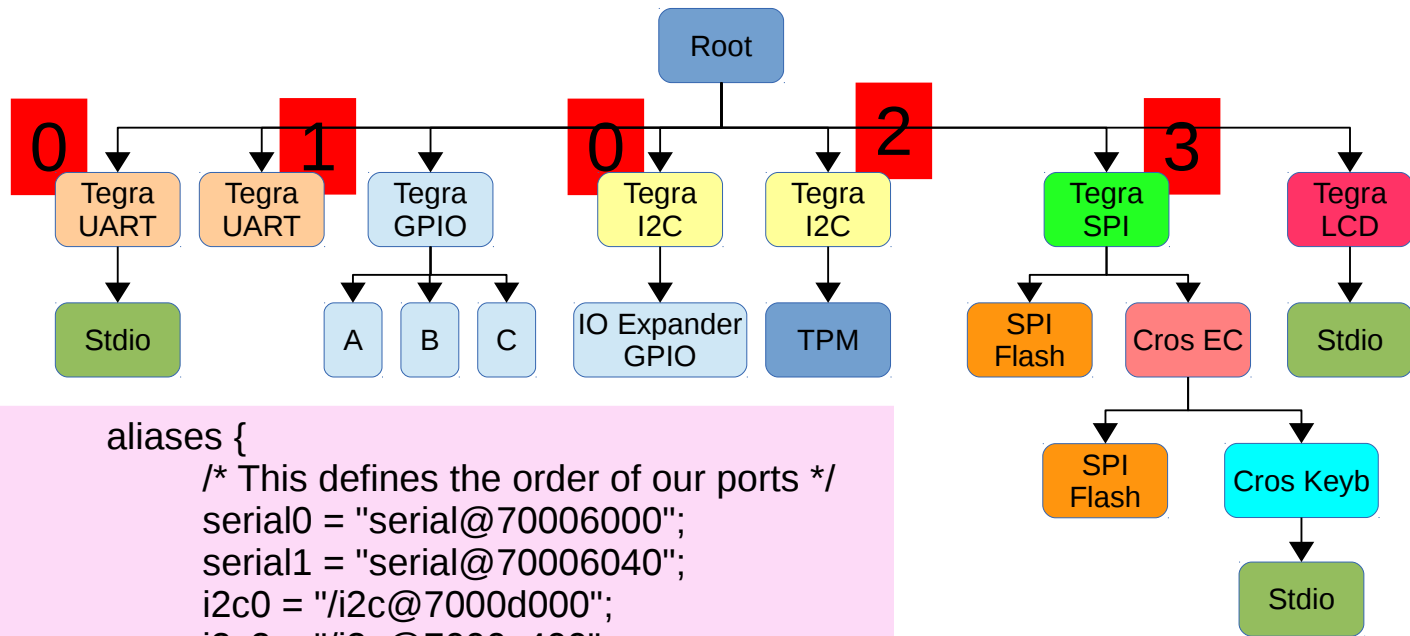 Root
0
1
0
2
3
Tegra
UART
Tegra
UART
Tegra
GPIO
Tegra
I2C
Tegra
I2C
Tegra
SPI
Tegra
LCD
Stdio
A
B
C
IO Expander
GPIO
TPM
SPI
Flash
Cros EC
Stdio
SPI
Flash
Cros Keyb
Stdio
aliases {
/* This defines the order of our ports */
serial0 = "serial@70006000";
serial1 = "serial@70006040";
i2c0 = "/i2c@7000d000";